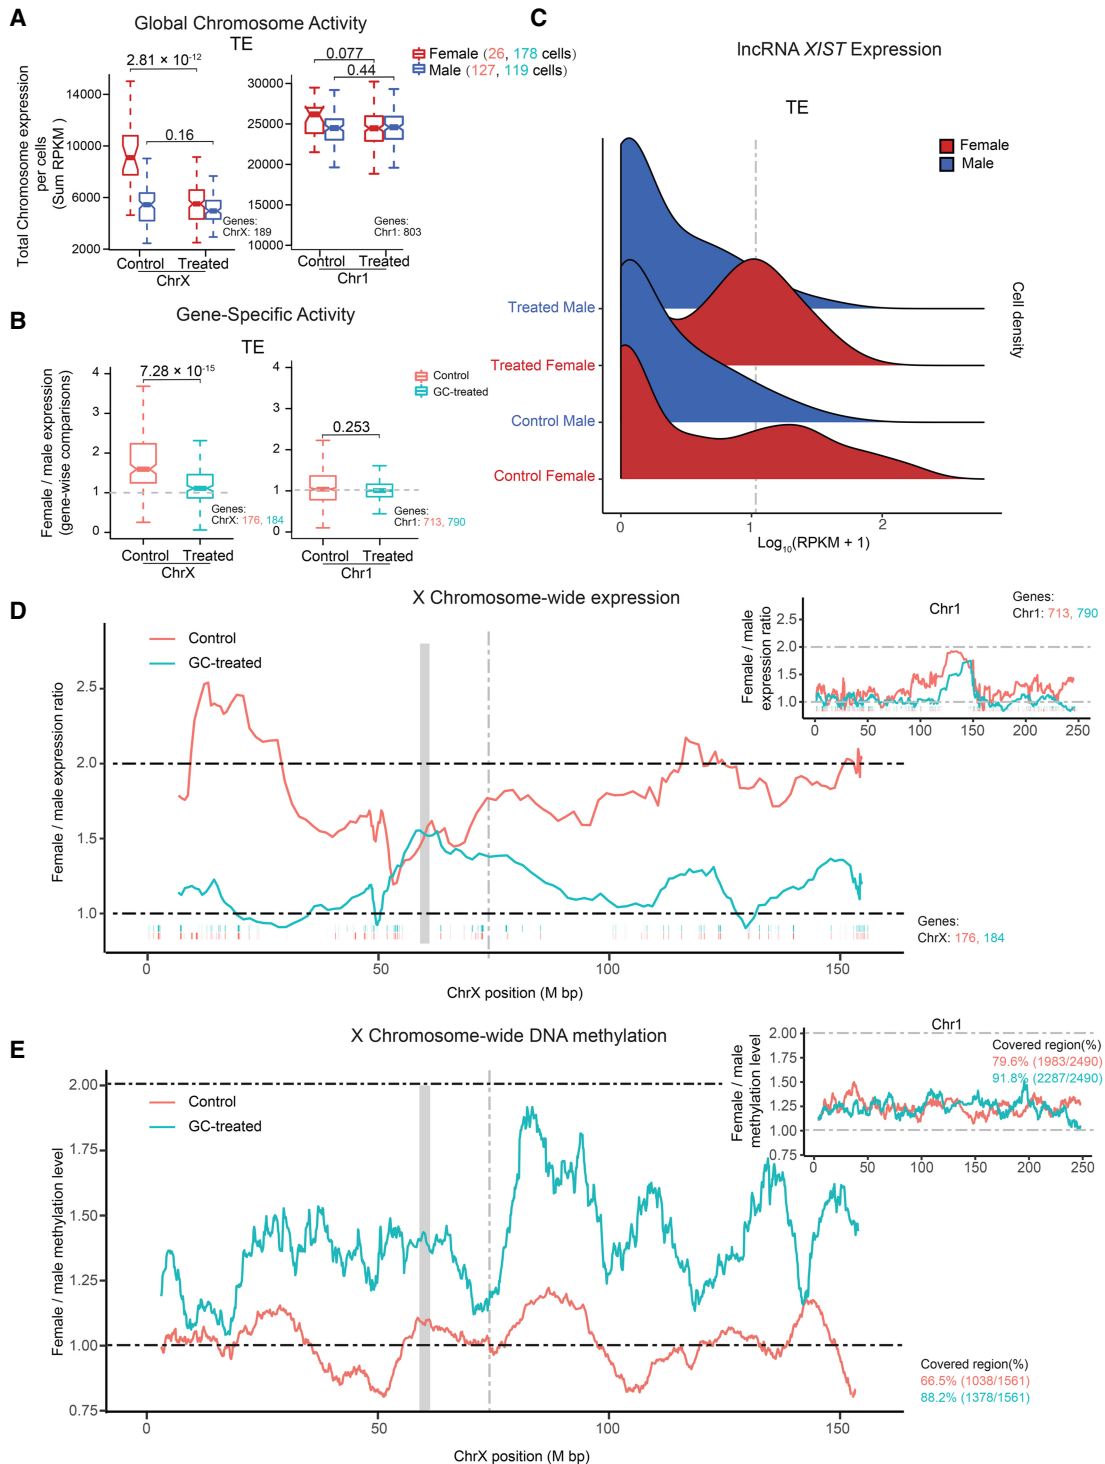 A
Global Chromosome Activity
TE
Female (26, 178 cells)
Male (127, 119 cells)
Total Chromosome expression
per cells
(Sum RPKM )
14000
10000
6000
2000
2.81 × 10-12
0.16
Genes:
ChrX: 189
Control Treated
ChrX
30000
25000
20000
15000
10000
0.077
0.44
Genes:
Chr1: 803
Control Treated
Chr1
B
Gene-Specific Activity
TE
Control
GC-treated
Female / male expression
(gene-wise comparisons)
4
3
2
1
0
7.28 × 10-15
Genes:
ChrX: 176, 184
Control Treated
ChrX
4
3
2
1
0
0.253
Genes:
Chr1: 713, 790
Control Treated
Chr1
C
lncRNA XIST Expression
TE
Female
Male
Treated Male
Treated Female
Control Male
Control Female
Cell density
0 1 2
Log10(RPKM + 1)
D
X Chromosome-wide expression
Control
GC-treated
Female / male expression ratio
2.5
2.0
1.5
1.0
0 50 100 150
ChrX position (M bp)
Genes:
ChrX: 176, 184
Chr1
Genes:
Chr1: 713, 790
Female / male
expression ratio
2.5
2.0
1.5
1.0
0 50 100 150 200 250
E
X Chromosome-wide DNA methylation
Control
GC-treated
Female / male methylation level
2.00
1.75
1.50
1.25
1.00
0.75
0 50 100 150
ChrX position (M bp)
Covered region(%)
66.5% (1038/1561)
88.2% (1378/1561)
Chr1
Covered region(%)
79.6% (1983/2490)
91.8% (2287/2490)
Female / male
methylation level
2.00
1.75
1.50
1.25
1.00
0.75
0 50 100 150 200 250